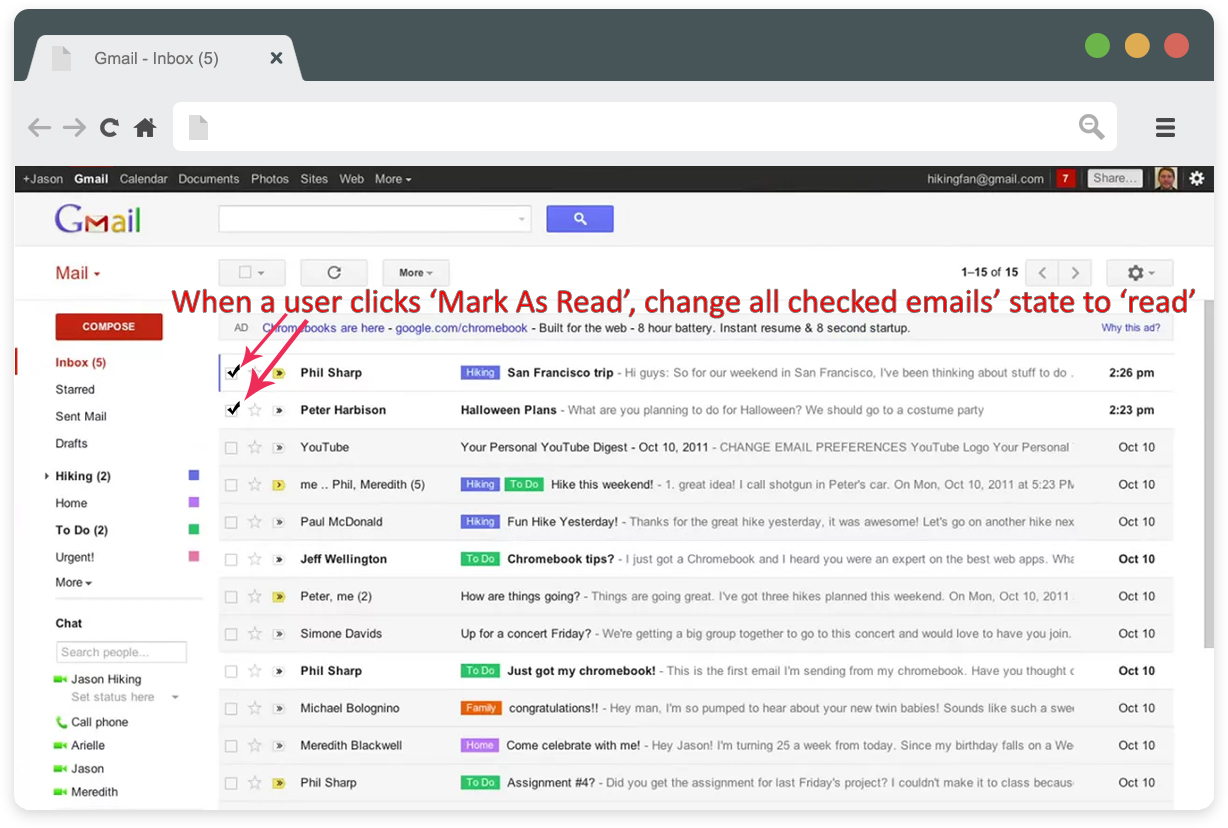 Gmail - Inbox (5)
+Jason Gmail Calendar Documents Photos Sites Web More hikingfan@gmail.com 7 Share...
Gmail
Mail More 1–15 of 15
When a user clicks ‘Mark As Read’, change all checked emails’ state to ‘read’
COMPOSE
AD Chromebooks are here - google.com/chromebook - Built for the web - 8 hour battery. Instant resume & 8 second startup. Why this ad?
Inbox (5)
Starred
Sent Mail
Drafts
Hiking (2)
Home
To Do (2)
Urgent!
More
Chat
Search people...
Jason Hiking
Set status here
Call phone
Arielle
Jason
Meredith
Phil Sharp Hiking San Francisco trip - Hi guys: So for our weekend in San Francisco, I've been thinking about stuff to do . 2:26 pm
Peter Harbison Halloween Plans - What are you planning to do for Halloween? We should go to a costume party 2:23 pm
YouTube Your Personal YouTube Digest - Oct 10, 2011 - CHANGE EMAIL PREFERENCES YouTube Logo Your Personal Oct 10
me .. Phil, Meredith (5) Hiking To Do Hike this weekend! - 1. great idea! I call shotgun in Peter's car. On Mon, Oct 10, 2011 at 5:23 PM Oct 10
Paul McDonald Hiking Fun Hike Yesterday! - Thanks for the great hike yesterday, it was awesome! Let's go on another hike nex Oct 10
Jeff Wellington To Do Chromebook tips? - I just got a Chromebook and I heard you were an expert on the best web apps. Wha Oct 10
Peter, me (2) How are things going? - Things are going great. I've got three hikes planned this weekend. On Mon, Oct 10, 2011 Oct 10
Simone Davids Up for a concert Friday? - We're getting a big group together to go to this concert and would love to have you join. Oct 10
Phil Sharp To Do Just got my chromebook! - This is the first email I'm sending from my chromebook. Have you thought c Oct 10
Michael Bolognino Family congratulations!! - Hey man, I'm so pumped to hear about your new twin babies! Sounds like such a swee Oct 10
Meredith Blackwell Home Come celebrate with me! - Hey Jason! I'm turning 25 a week from today. Since my birthday falls on a We Oct 10
Phil Sharp To Do Assignment #4? - Did you get the assignment for last Friday's project? I couldn't make it to class becaus Oct 10